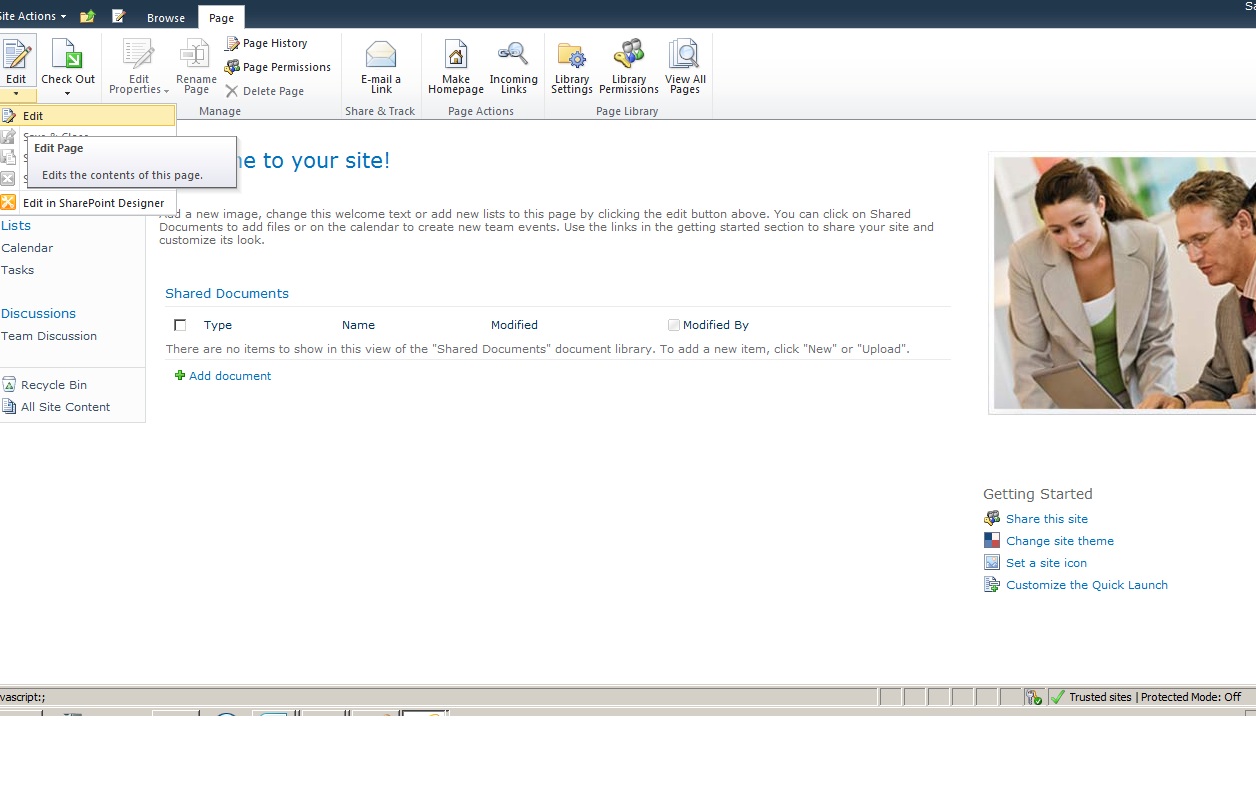 ite Actions
Browse
Page
Sa
Edit
Check Out
Edit
Properties
Rename
Page
Page History
Page Permissions
Delete Page
E-mail a
Link
Make
Homepage
Incoming
Links
Library
Settings
Library
Permissions
View All
Pages
Manage
Share & Track
Page Actions
Page Library
Edit
Save & Close
Edit Page
Edits the contents of this page.
Edit in SharePoint Designer
me to your site!
Add a new image, change this welcome text or add new lists to this page by clicking the edit button above. You can click on Shared
Documents to add files or on the calendar to create new team events. Use the links in the getting started section to share your site and
customize its look.
Lists
Calendar
Tasks
Discussions
Team Discussion
Recycle Bin
All Site Content
Shared Documents
Type Name Modified Modified By
There are no items to show in this view of the "Shared Documents" document library. To add a new item, click "New" or "Upload".
Add document
Getting Started
Share this site
Change site theme
Set a site icon
Customize the Quick Launch
vascript:;
Trusted sites | Protected Mode: Off